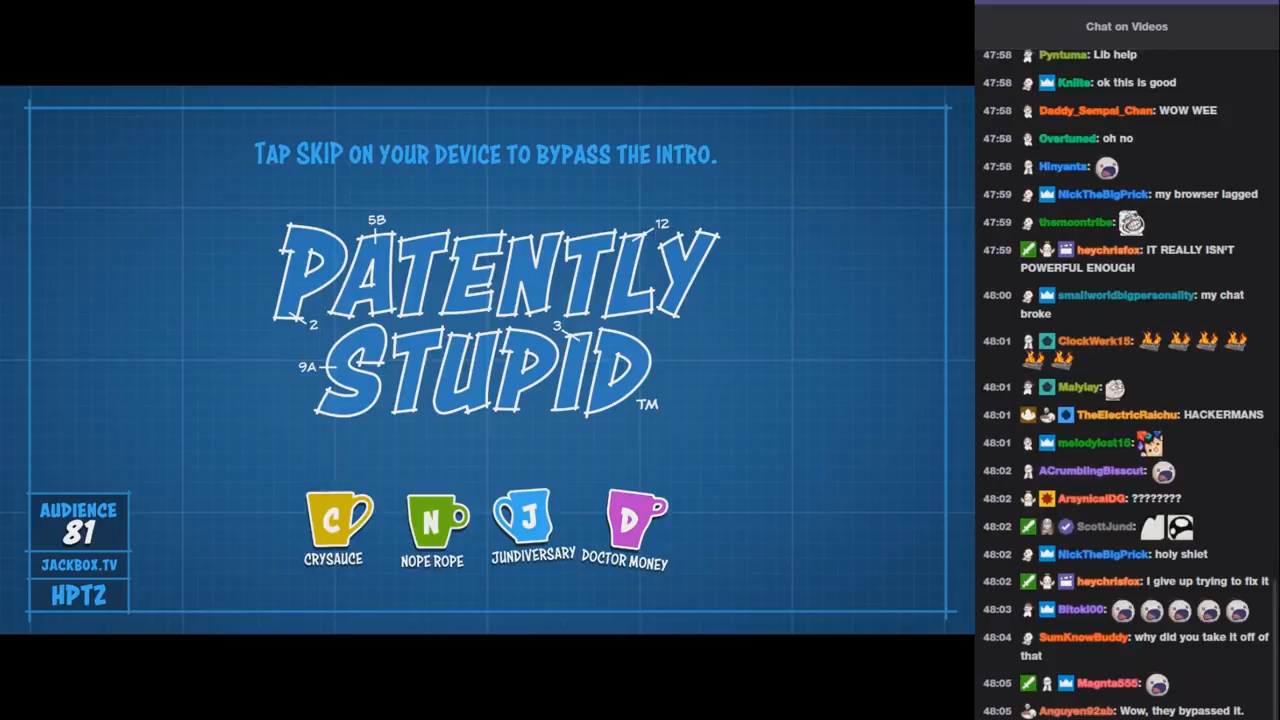 TAP SKIP ON YOUR DEVICE TO BYPASS THE INTRO.
5B
12
PATENTLY
2
3
9A
STUPID
TM
C
N
J
D
CRYSAUCE
NOPE ROPE
JUNDIVERSARY
DOCTOR MONEY
AUDIENCE
81
JACKBOX.TV
HPTZ
Chat on Videos
47:58 Pyntuma: Lib help
47:58 Kniite: ok this is good
47:58 Daddy_Sempai_Chan: WOW WEE
47:58 Overtuned: oh no
47:58 Hinyanta:
47:59 NickTheBigPrick: my browser lagged
47:59 themoontribe:
47:59 heychrisfox: IT REALLY ISN'T
POWERFUL ENOUGH
48:00 smallworldbigpersonality: my chat
broke
48:01 ClockWerk15:
48:01 Malylay:
48:01 TheElectricRaichu: HACKERMANS
48:01 melodylost15:
48:02 ACrumblingBisscut:
48:02 ArsynicalDG: ????????
48:02 ScottJund:
48:02 NickTheBigPrick: holy shiet
48:02 heychrisfox: I give up trying to fix it
48:03 Bitoki00:
48:04 SumKnowBuddy: why did you take it off of
that
48:05 Magnta555:
48:05 Anguyen92ab: Wow, they bypassed it.